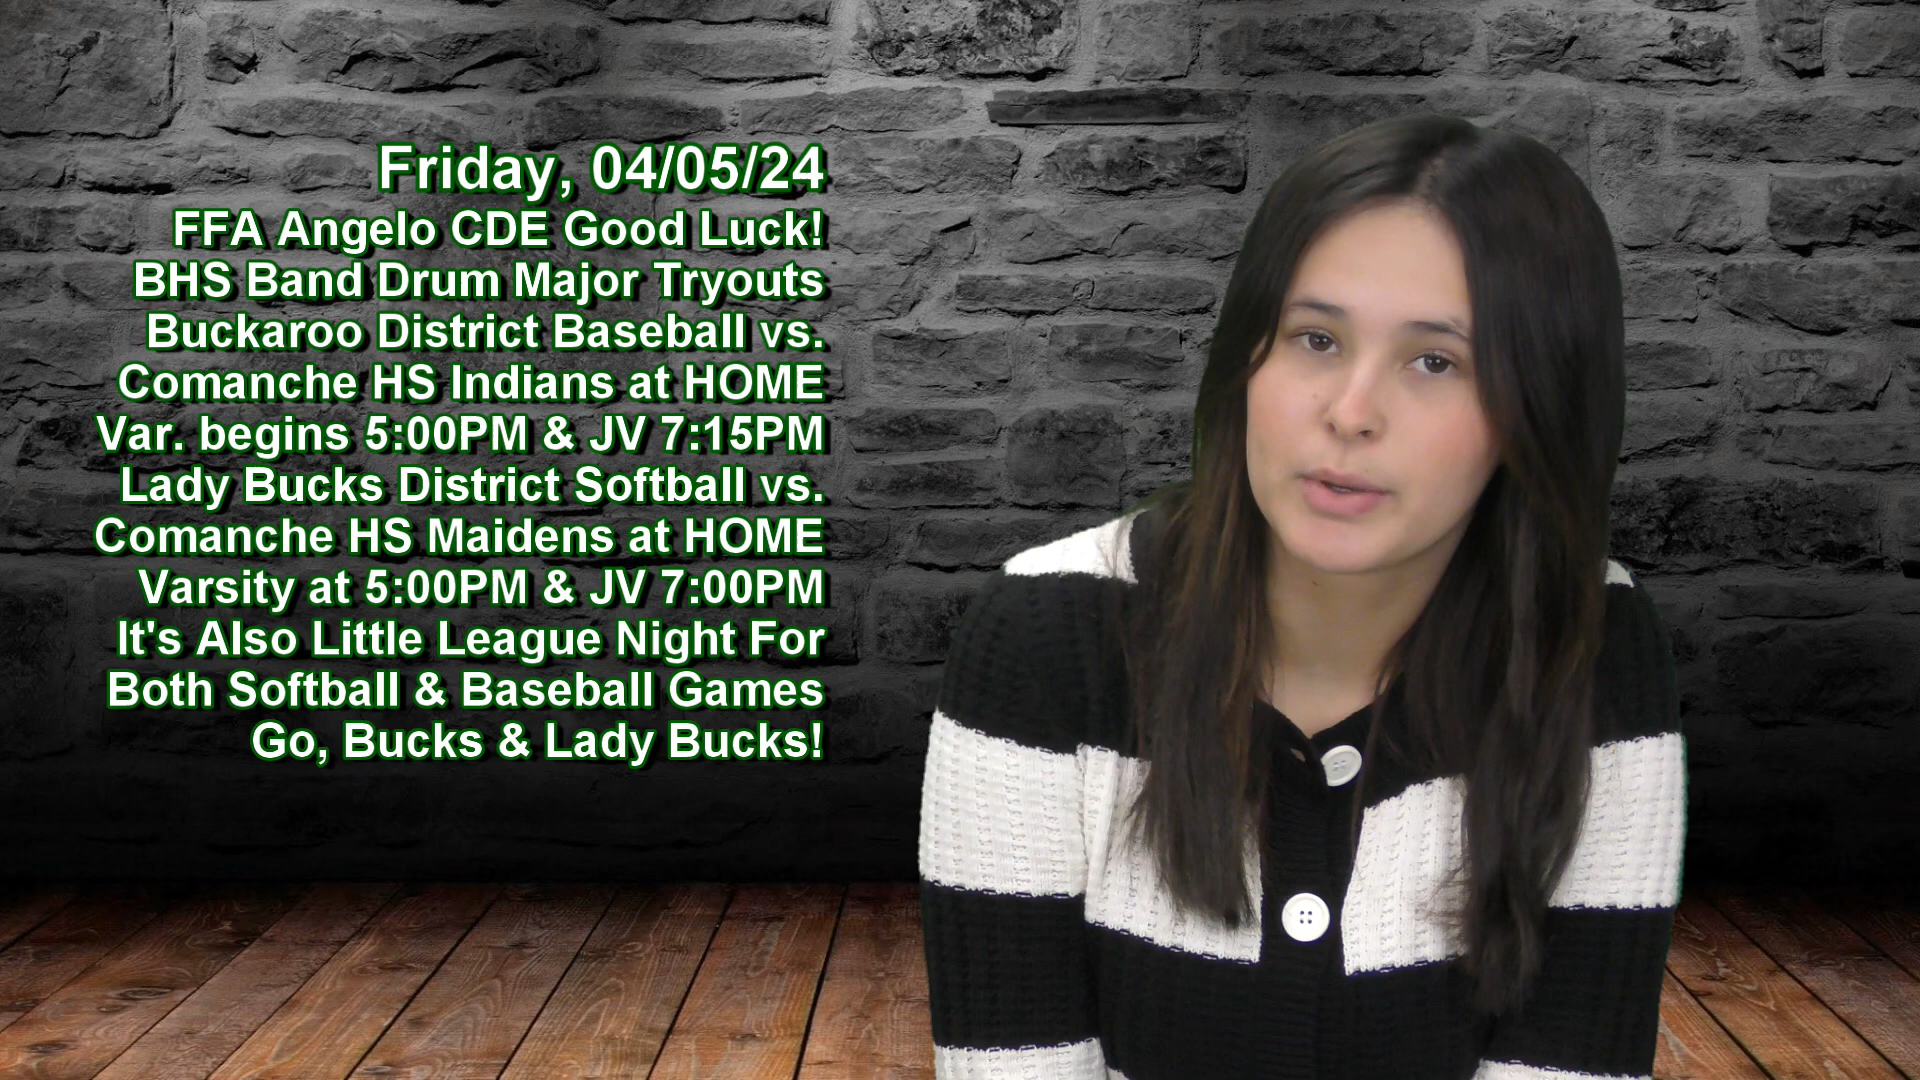 Friday, 04/05/24
FFA Angelo CDE Good Luck!
BHS Band Drum Major Tryouts
Buckaroo District Baseball vs.
Comanche HS Indians at HOME
Var. begins 5:00PM & JV 7:15PM
Lady Bucks District Softball vs.
Comanche HS Maidens at HOME
Varsity at 5:00PM & JV 7:00PM
It's Also Little League Night For
Both Softball & Baseball Games
Go, Bucks & Lady Bucks!